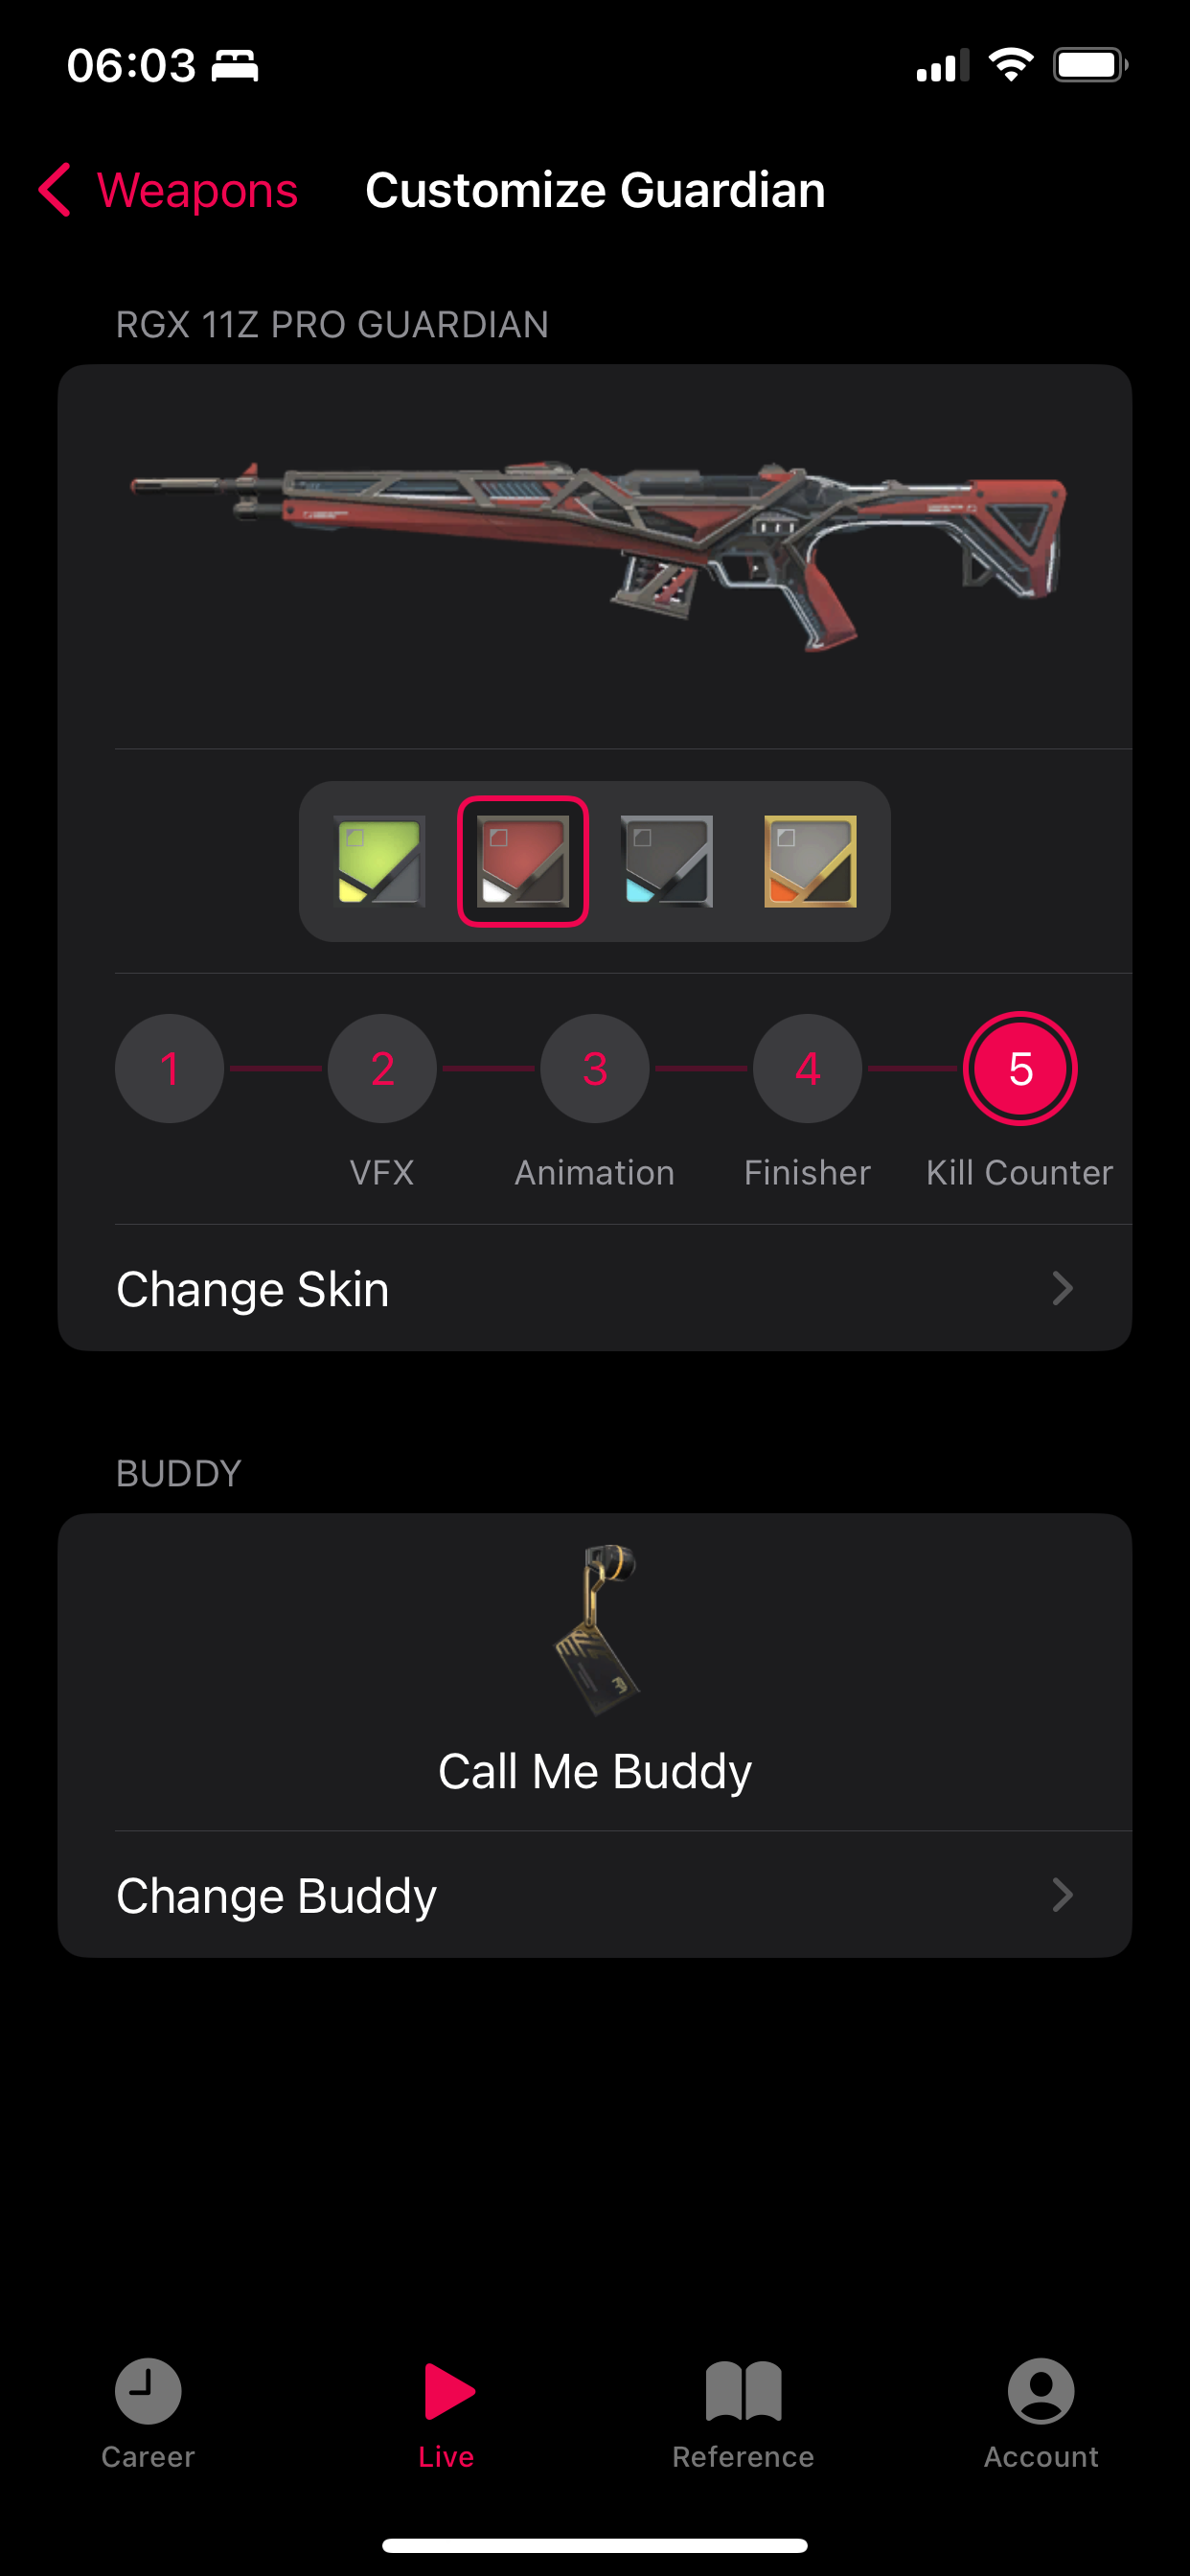 06:03
Weapons
Customize Guardian
RGX 11Z PRO GUARDIAN
1
2
3
4
5
VFX
Animation
Finisher
Kill Counter
Change Skin
BUDDY
Call Me Buddy
Change Buddy
Career
Live
Reference
Account